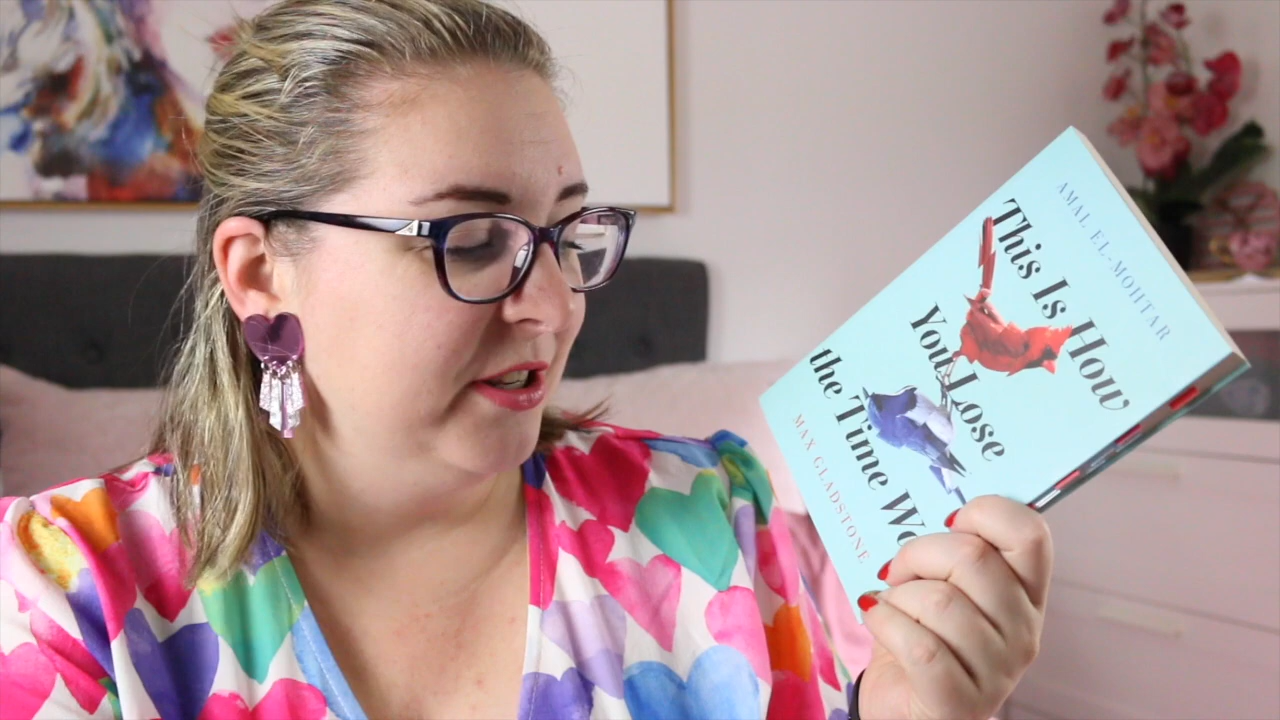 AMAL EL-MOHTAR
This Is How
You Lose
the Time W
MAX GLADSTONE